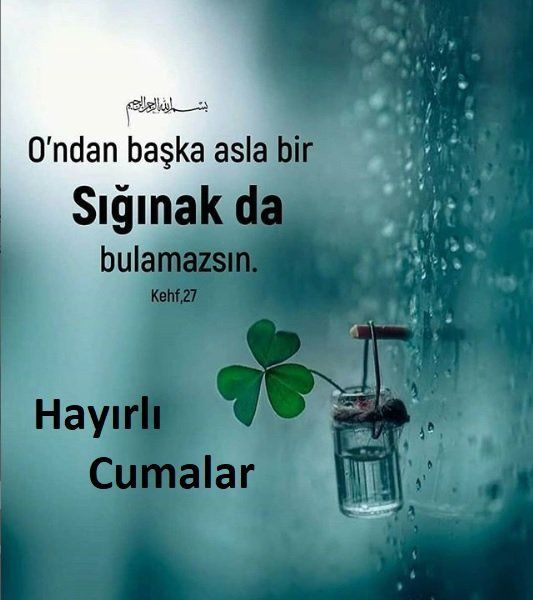 بسم الله الرحمن الرحيم
O'ndan başka asla bir
Sığınak da
bulamazsın.
Kehf,27
Hayırlı
Cumalar